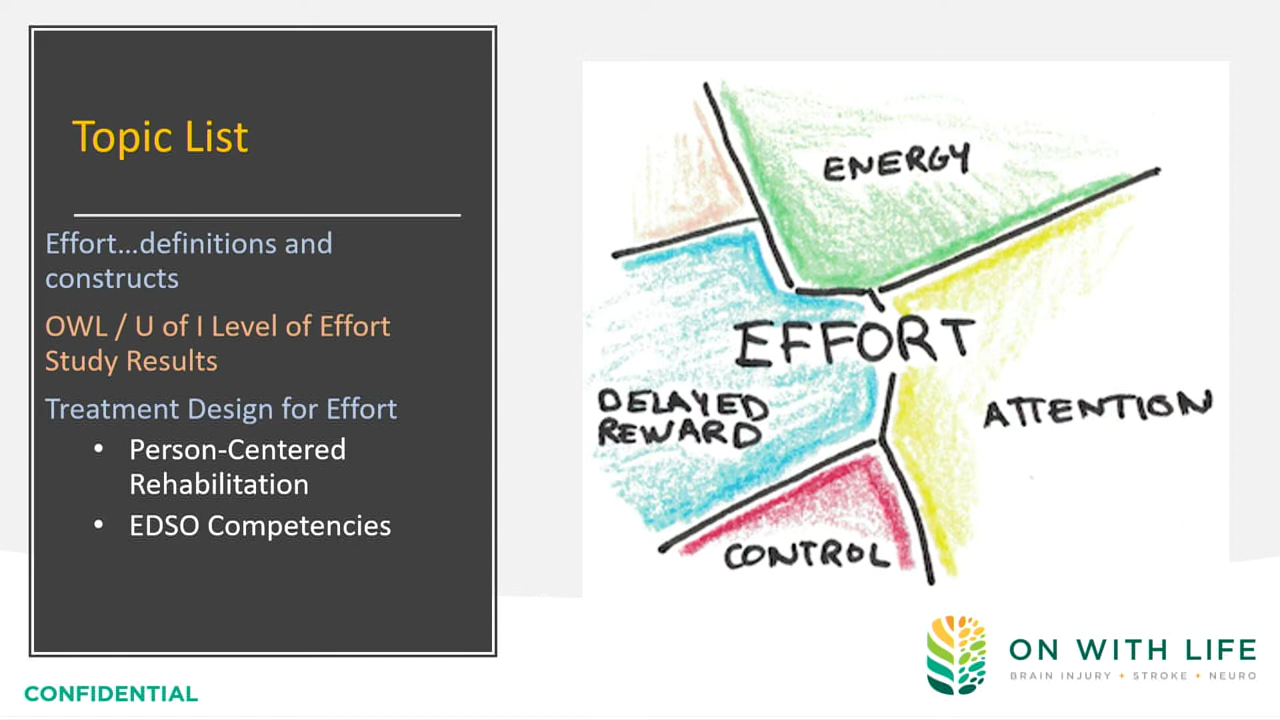 Topic List
Effort...definitions and
constructs
OWL / U of I Level of Effort
Study Results
Treatment Design for Effort
• Person-Centered
Rehabilitation
• EDSO Competencies
ENERGY
EFFORT
DELAYED
REWARD
ATTENTION
CONTROL
ON WITH LIFE
BRAIN INJURY + STROKE + NEURO
CONFIDENTIAL